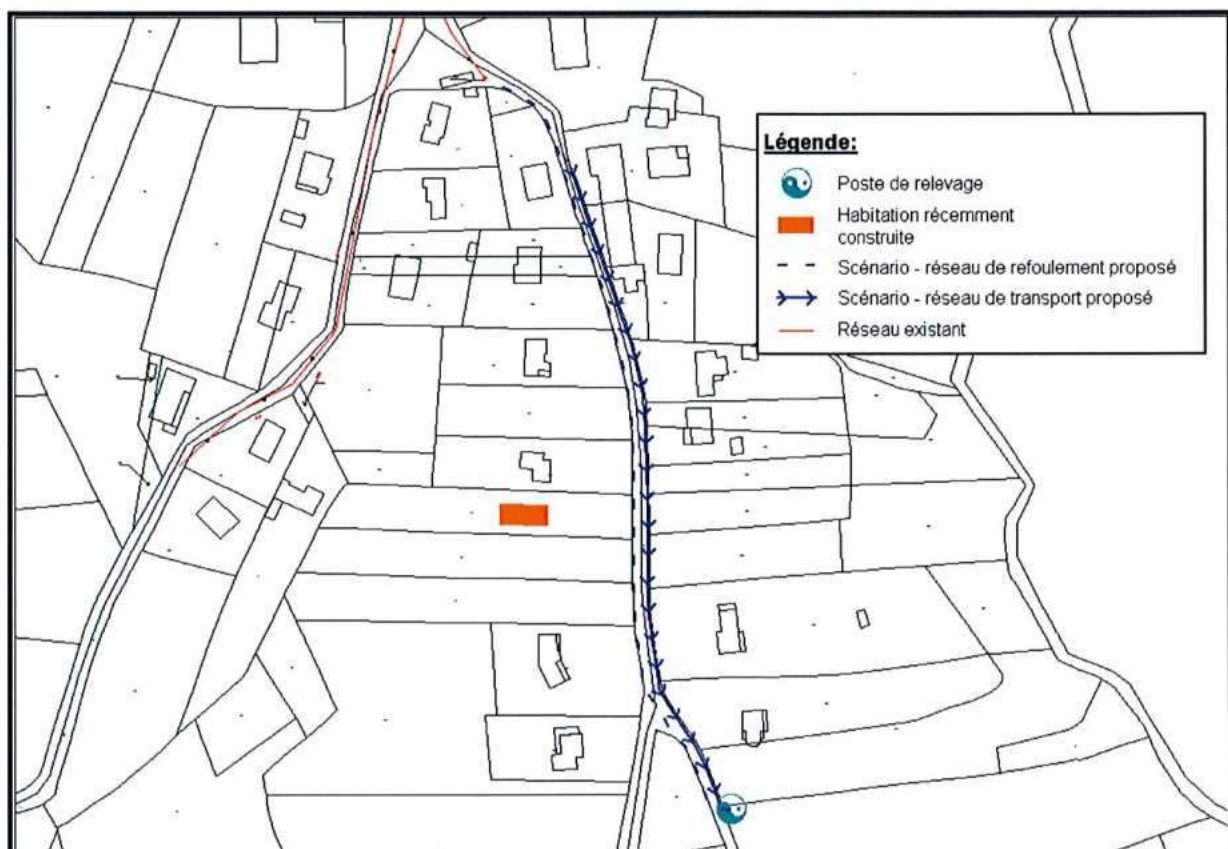 Légende:
Poste de relevage
Habitation récemment
construite
Scénario - réseau de refoulement proposé
Scénario - réseau de transport proposé
Réseau existant